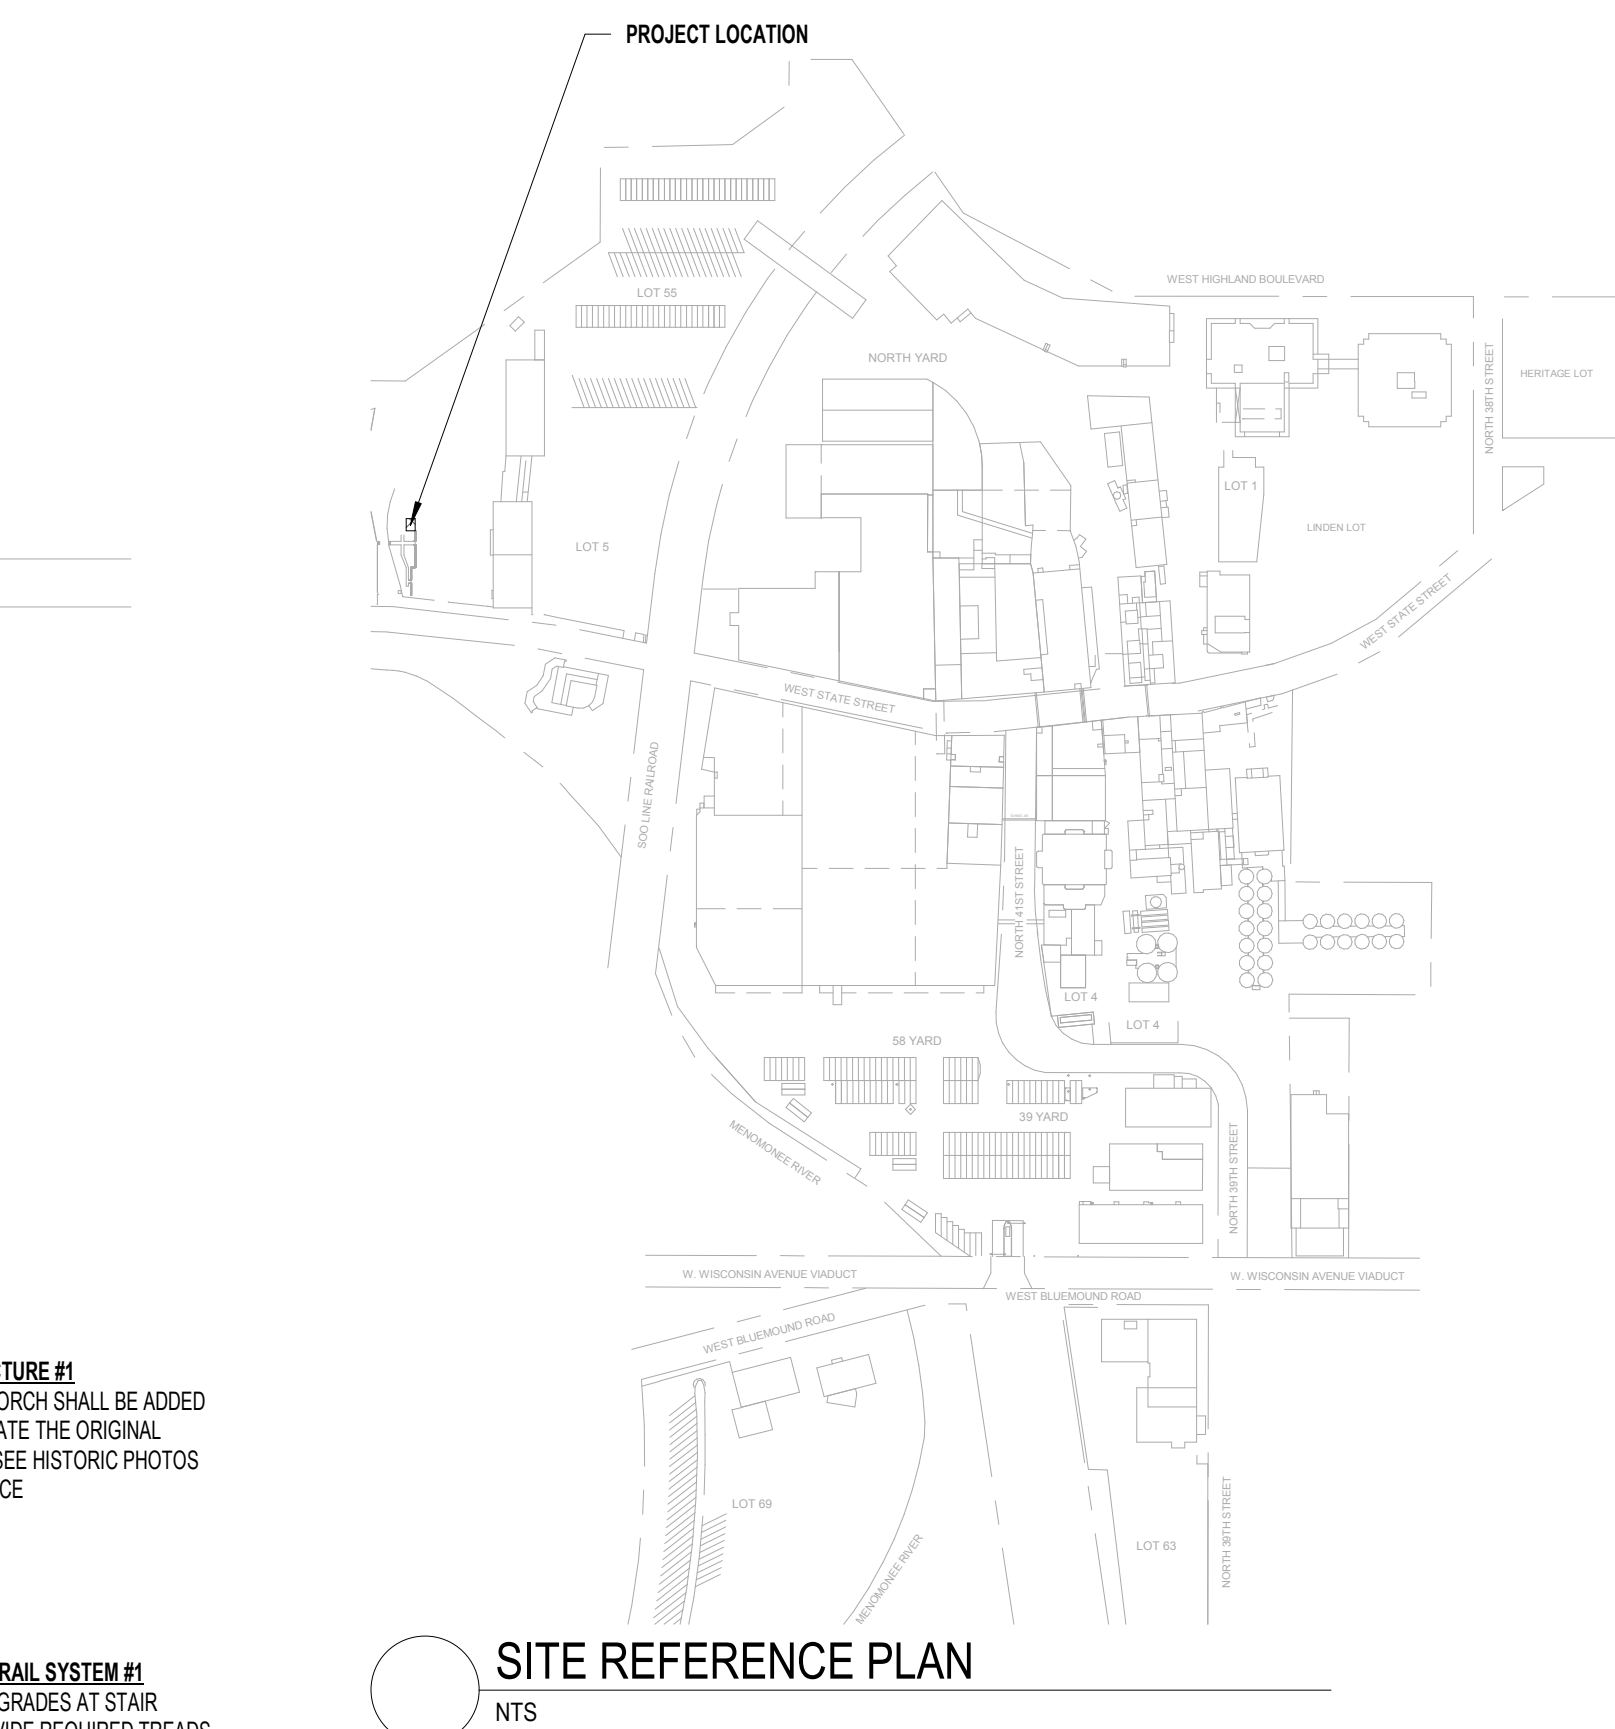 PROJECT LOCATION
WEST HIGHLAND BOULEVARD
LOT 55
NORTH YARD
NORTH 38TH STREET
HERITAGE LOT
LOT 1
LINDEN LOT
LOT 5
WEST STATE STREET
WEST STATE STREET
SOO LINE RAILROAD
NORTH 41ST STREET
LOT 4
LOT 4
58 YARD
39 YARD
MENOMONEE RIVER
NORTH 39TH STREET
W. WISCONSIN AVENUE VIADUCT
W. WISCONSIN AVENUE VIADUCT
WEST BLUEMOUND ROAD
WEST BLUEMOUND ROAD
LOT 69
LOT 63
NORTH 39TH STREET
MENOMONEE RIVER
CTURE #1
ORCH SHALL BE ADDED
ATE THE ORIGINAL
SEE HISTORIC PHOTOS
CE
RAIL SYSTEM #1
GRADES AT STAIR
VIDE REQUIRED TREADS
SITE REFERENCE PLAN
NTS